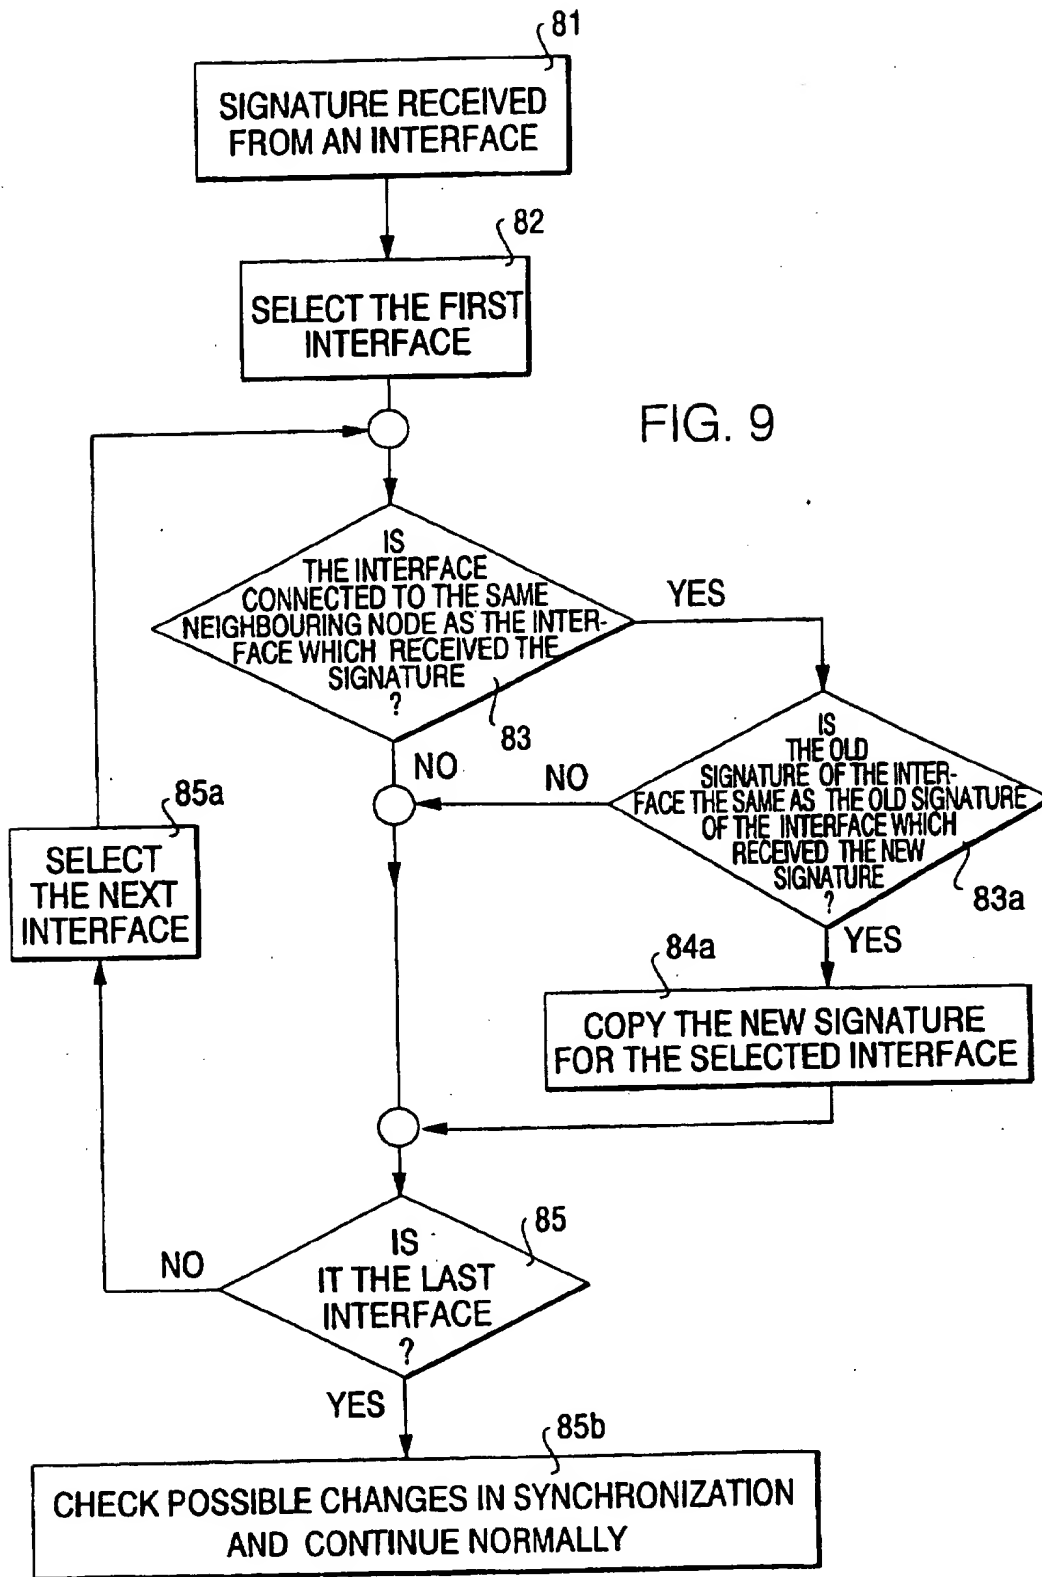 81
SIGNATURE RECEIVED
FROM AN INTERFACE
82
SELECT THE FIRST
INTERFACE
FIG. 9
IS
THE INTERFACE
CONNECTED TO THE SAME
NEIGHBOURING NODE AS THE INTER-
FACE WHICH RECEIVED THE
SIGNATURE
?
YES
83
NO
NO
IS
THE OLD
SIGNATURE OF THE INTER-
FACE THE SAME AS THE OLD SIGNATURE
OF THE INTERFACE WHICH
RECEIVED THE NEW
SIGNATURE
?
83a
YES
85a
SELECT
THE NEXT
INTERFACE
84a
COPY THE NEW SIGNATURE
FOR THE SELECTED INTERFACE
85
IS
IT THE LAST
INTERFACE
?
NO
YES
85b
CHECK POSSIBLE CHANGES IN SYNCHRONIZATION
AND CONTINUE NORMALLY